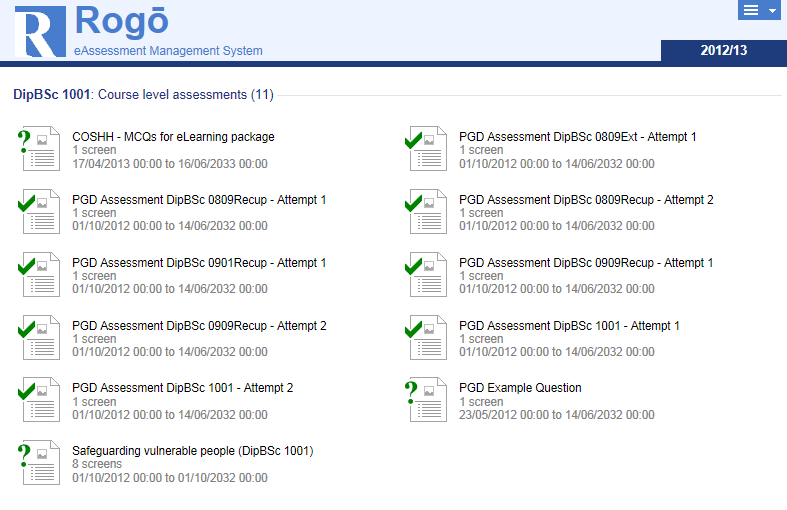 Rogō
eAssessment Management System
2012/13
DipBSc 1001: Course level assessments (11)
COSHH - MCQs for eLearning package
1 screen
17/04/2013 00:00 to 16/06/2033 00:00
PGD Assessment DipBSc 0809Ext - Attempt 1
1 screen
01/10/2012 00:00 to 14/06/2032 00:00
PGD Assessment DipBSc 0809Recup - Attempt 1
1 screen
01/10/2012 00:00 to 14/06/2032 00:00
PGD Assessment DipBSc 0809Recup - Attempt 2
1 screen
01/10/2012 00:00 to 14/06/2032 00:00
PGD Assessment DipBSc 0901Recup - Attempt 1
1 screen
01/10/2012 00:00 to 14/06/2032 00:00
PGD Assessment DipBSc 0909Recup - Attempt 1
1 screen
01/10/2012 00:00 to 14/06/2032 00:00
PGD Assessment DipBSc 0909Recup - Attempt 2
1 screen
01/10/2012 00:00 to 14/06/2032 00:00
PGD Assessment DipBSc 1001 - Attempt 1
1 screen
01/10/2012 00:00 to 14/06/2032 00:00
PGD Assessment DipBSc 1001 - Attempt 2
1 screen
01/10/2012 00:00 to 14/06/2032 00:00
PGD Example Question
1 screen
23/05/2012 00:00 to 14/06/2032 00:00
Safeguarding vulnerable people (DipBSc 1001)
8 screens
01/10/2012 00:00 to 01/10/2032 00:00